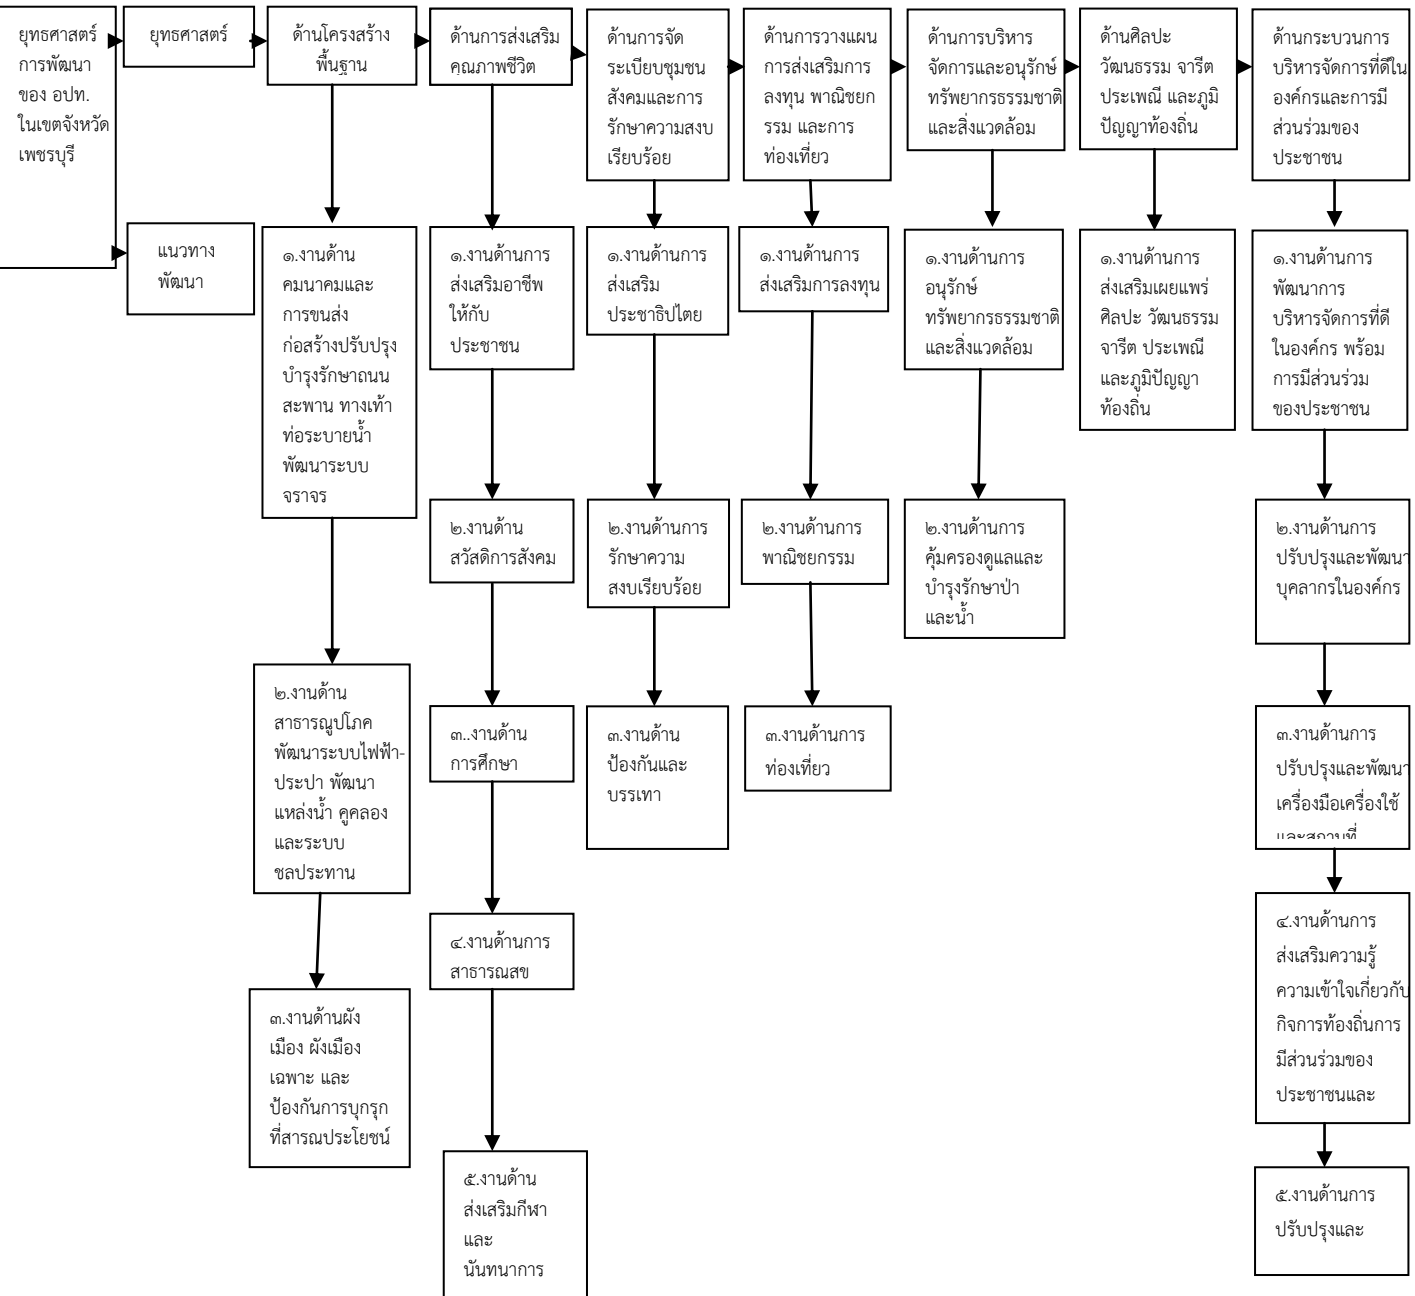 ยุทธศาสตร์
การพัฒนา
ของ อปท.
ในเขตจังหวัด
เพชรบุรี
ยุทธศาสตร์
ด้านโครงสร้าง
พื้นฐาน
ด้านการส่งเสริม
คุณภาพชีวิต
ด้านการจัด
ระเบียบชุมชน
สังคมและการ
รักษาความสงบ
เรียบร้อย
ด้านการวางแผน
การส่งเสริมการ
ลงทุน พาณิชยก
รรม และการ
ท่องเที่ยว
ด้านการบริหาร
จัดการและอนุรักษ์
ทรัพยากรธรรมชาติ
และสิ่งแวดล้อม
ด้านศิลปะ
วัฒนธรรม จารีต
ประเพณี และภูมิ
ปัญญาท้องถิ่น
ด้านกระบวนการ
บริหารจัดการที่ดีใน
องค์กรและการมี
ส่วนร่วมของ
ประชาชน
แนวทาง
พัฒนา
๑.งานด้าน
คมนาคมและ
การขนส่ง
ก่อสร้างปรับปรุง
บำรุงรักษาถนน
สะพาน ทางเท้า
ท่อระบายน้ำ
พัฒนาระบบ
จราจร
๒.งานด้าน
สาธารณูปโภค
พัฒนาระบบไฟฟ้า-
ประปา พัฒนา
แหล่งน้ำ คูคลอง
และระบบ
ชลประทาน
๓.งานด้านผัง
เมือง ผังเมือง
เฉพาะ และ
ป้องกันการบุกรุก
ที่สารณประโยชน์
๑.งานด้านการ
ส่งเสริมอาชีพ
ให้กับ
ประชาชน
๒.งานด้าน
สวัสดิการสังคม
๓..งานด้าน
การศึกษา
๔.งานด้านการ
สาธารณสข
๕.งานด้าน
ส่งเสริมกีฬา
และ
นันทนาการ
๑.งานด้านการ
ส่งเสริม
ประชาธิปไตย
๒.งานด้านการ
รักษาความ
สงบเรียบร้อย
๓.งานด้าน
ป้องกันและ
บรรเทา
๑.งานด้านการ
ส่งเสริมการลงทุน
๒.งานด้านการ
พาณิชยกรรม
๓.งานด้านการ
ท่องเที่ยว
๑.งานด้านการ
อนุรักษ์
ทรัพยากรธรรมชาติ
และสิ่งแวดล้อม
๒.งานด้านการ
คุ้มครองดูแลและ
บำรุงรักษาป่า
และน้ำ
๑.งานด้านการ
ส่งเสริมเผยแพร่
ศิลปะ วัฒนธรรม
จารีต ประเพณี
และภูมิปัญญา
ท้องถิ่น
๑.งานด้านการ
พัฒนาการ
บริหารจัดการที่ดี
ในองค์กร พร้อม
การมีส่วนร่วม
ของประชาชน
๒.งานด้านการ
ปรับปรุงและพัฒนา
บุคลากรในองค์กร
๓.งานด้านการ
ปรับปรุงและพัฒนา
เครื่องมือเครื่องใช้
และสถานที่
๔.งานด้านการ
ส่งเสริมความรู้
ความเข้าใจเกี่ยวกับ
กิจการท้องถิ่นการ
มีส่วนร่วมของ
ประชาชนและ
๕.งานด้านการ
ปรับปรุงและ